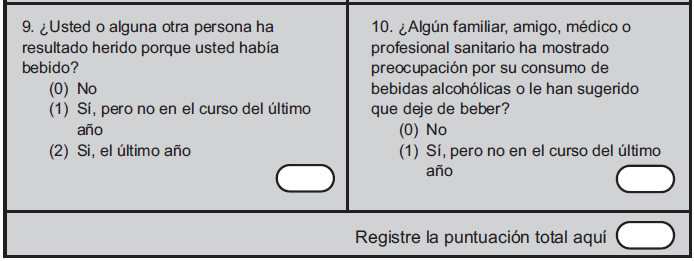 9. ¿Usted o alguna otra persona ha
resultado herido porque usted había
bebido?
(0) No
(1) Sí, pero no en el curso del último
año
(2) Si, el último año
10. ¿Algún familiar, amigo, médico o
profesional sanitario ha mostrado
preocupación por su consumo de
bebidas alcohólicas o le han sugerido
que deje de beber?
(0) No
(1) Sí, pero no en el curso del último
año
Registre la puntuación total aquí